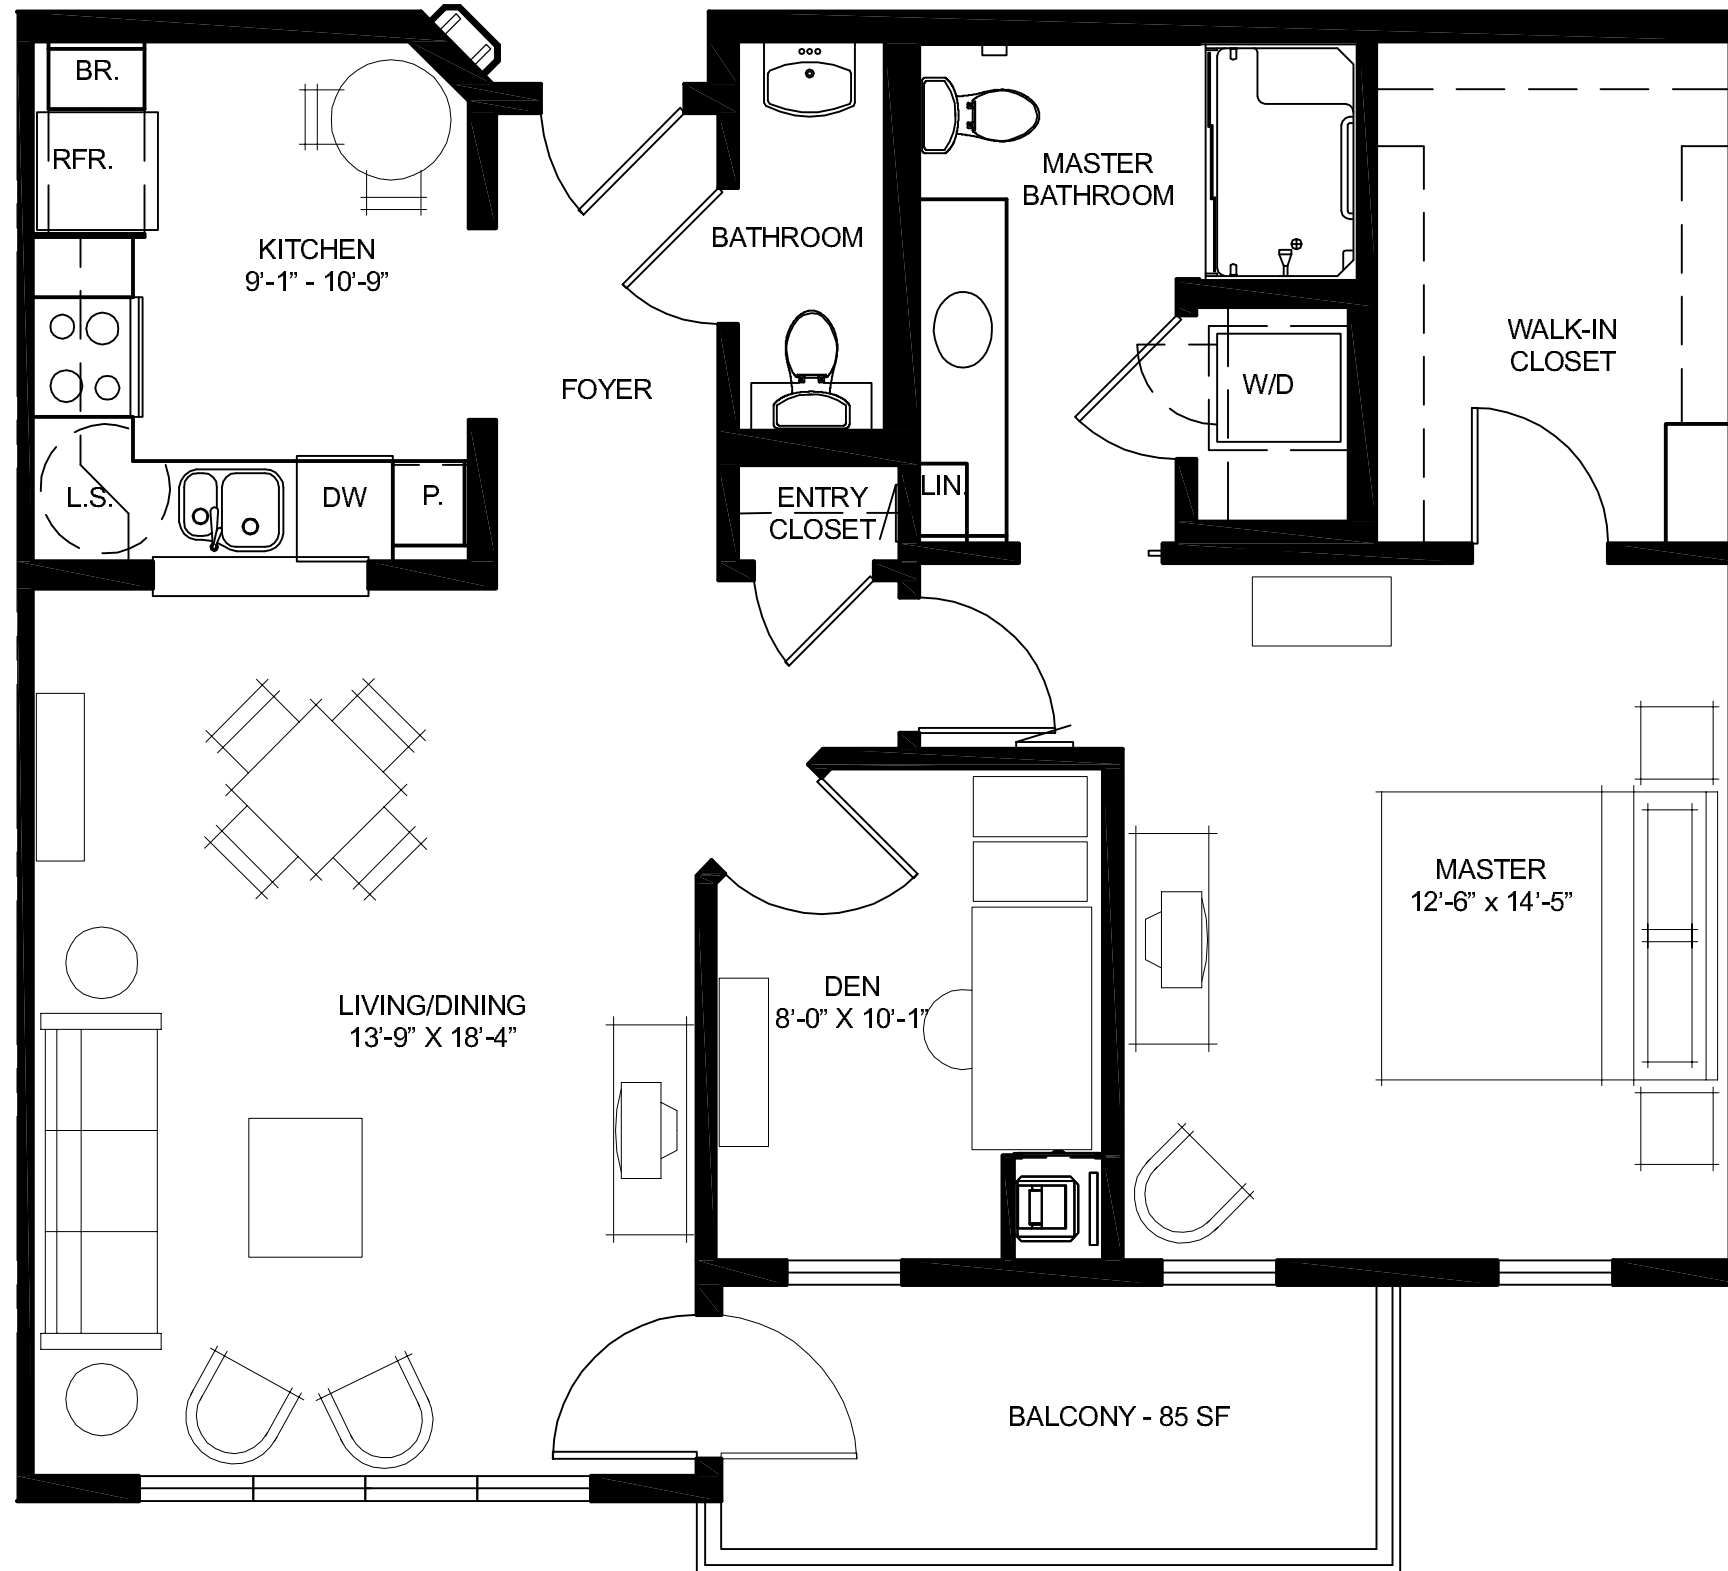 BR.
RFR.
KITCHEN
9'-1” - 10'-9”
L.S.
DW
P.
FOYER
BATHROOM
MASTER
BATHROOM
W/D
WALK-IN
CLOSET
ENTRY
CLOSET
LIN.
LIVING/DINING
13'-9” X 18'-4”
DEN
8'-0” X 10'-1”
MASTER
12'-6” x 14'-5”
BALCONY - 85 SF